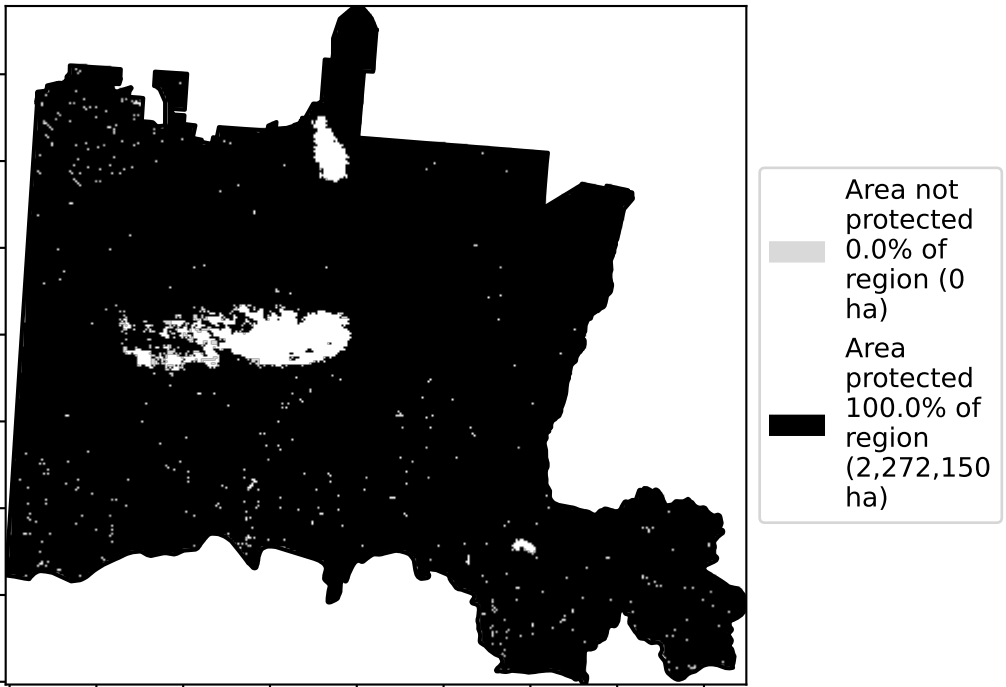 Area not
protected
0.0% of
region (0
ha)
Area
protected
100.0% of
region
(2,272,150
ha)